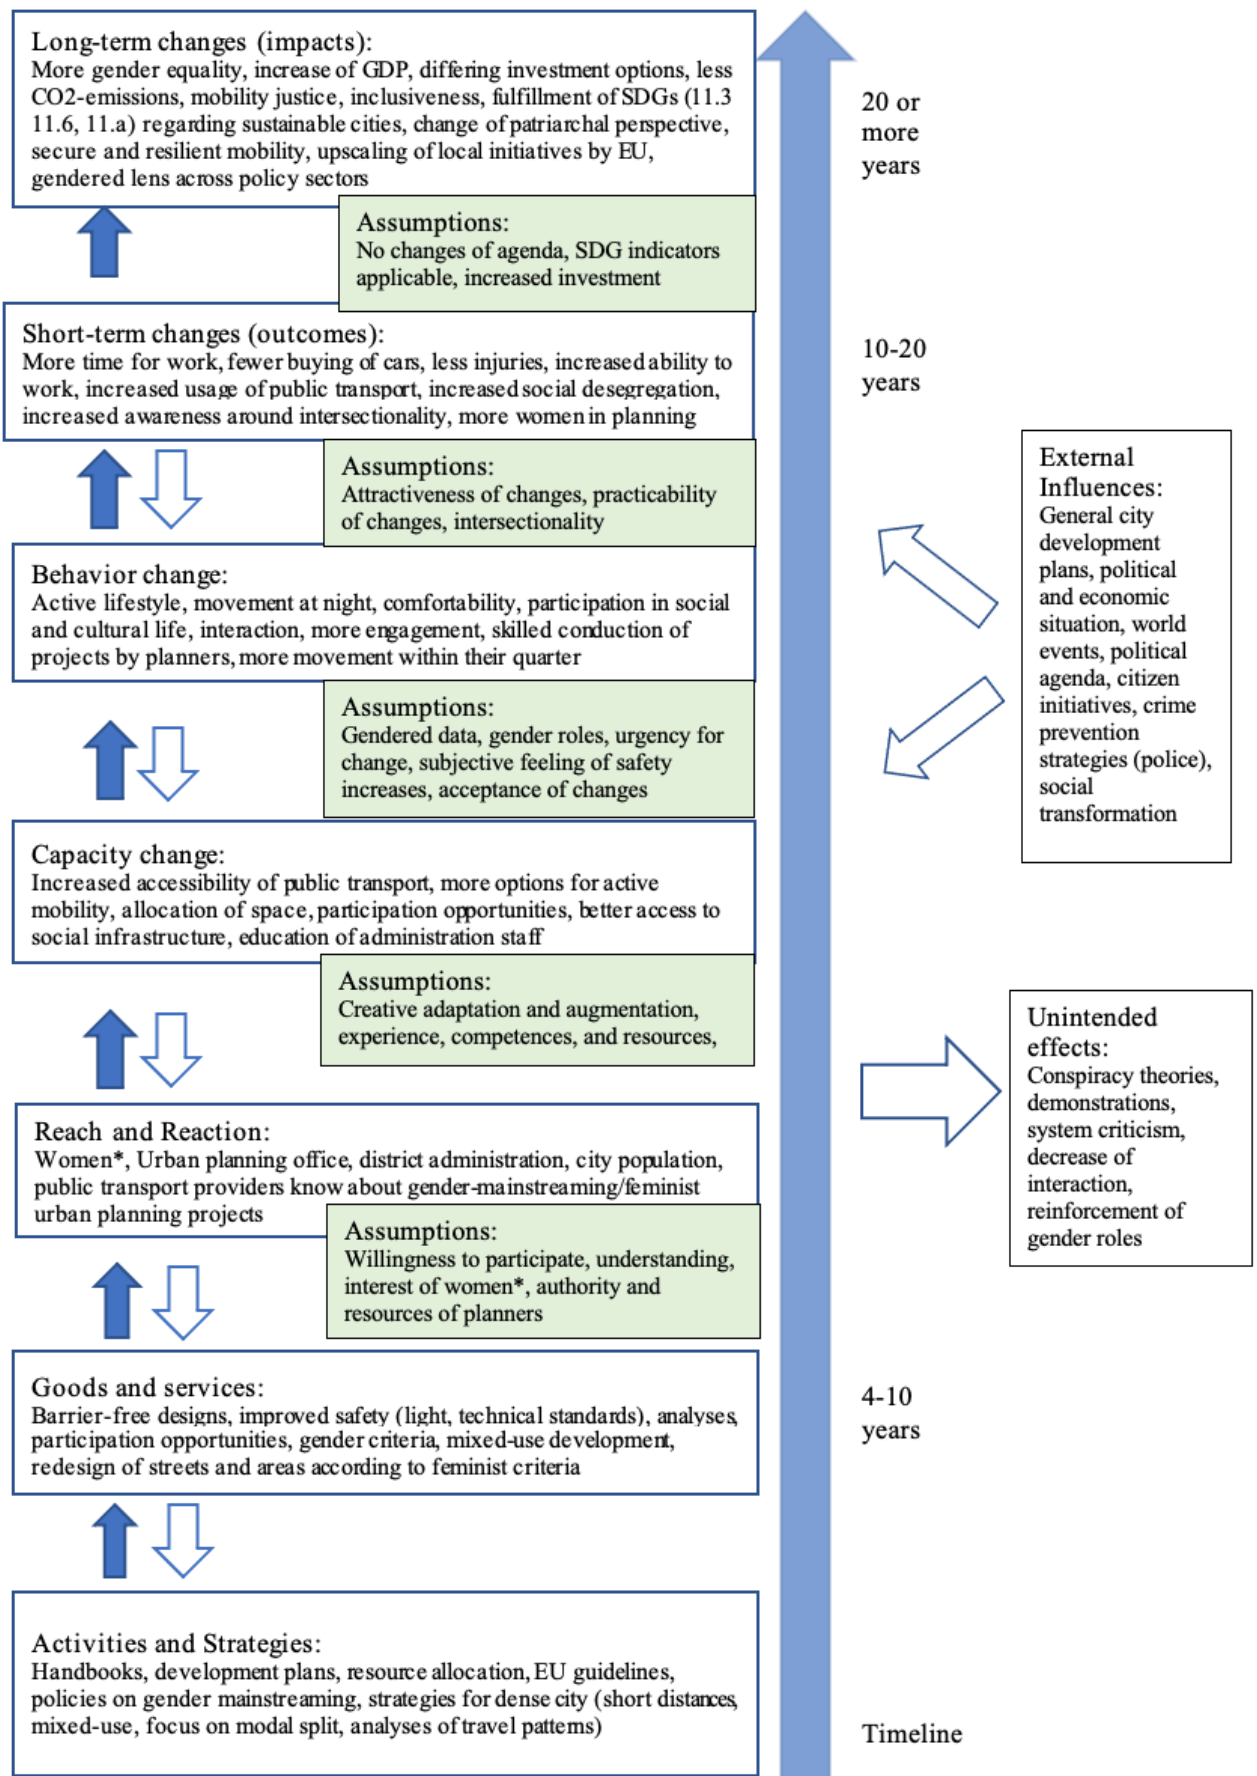 Long-term changes (impacts):
More gender equality, increase of GDP, differing investment options, less
CO2-emissions, mobility justice, inclusiveness, fulfillment of SDGs (11.3
11.6, 11.a) regarding sustainable cities, change of patriarchal perspective,
secure and resilient mobility, upscaling of local initiatives by EU,
gendered lens across policy sectors
20 or
more
years
Assumptions:
No changes of agenda, SDG indicators
applicable, increased investment
Short-term changes (outcomes):
More time for work, fewer buying of cars, less injuries, increased ability to
work, increased usage of public transport, increased social desegregation,
increased awareness around intersectionality, more women in planning
10-20
years
Assumptions:
Attractiveness of changes, practicability
of changes, intersectionality
External
Influences:
General city
development
plans, political
and economic
situation, world
events, political
agenda, citizen
initiatives, crime
prevention
strategies (police),
social
transformation
Behavior change:
Active lifestyle, movement at night, comfortability, participation in social
and cultural life, interaction, more engagement, skilled conduction of
projects by planners, more movement within their quarter
Assumptions:
Gendered data, gender roles, urgency for
change, subjective feeling of safety
increases, acceptance of changes
Capacity change:
Increased accessibility of public transport, more options for active
mobility, allocation of space, participation opportunities, better access to
social infrastructure, education of administration staff
Assumptions:
Creative adaptation and augmentation,
experience, competences, and resources,
Unintended
effects:
Conspiracy theories,
demonstrations,
system criticism,
decrease of
interaction,
reinforcement of
gender roles
Reach and Reaction:
Women*, Urban planning office, district administration, city population,
public transport providers know about gender-mainstreaming/feminist
urban planning projects
Assumptions:
Willingness to participate, understanding,
interest of women*, authority and
resources of planners
Goods and services:
Barrier-free designs, improved safety (light, technical standards), analyses,
participation opportunities, gender criteria, mixed-use development,
redesign of streets and areas according to feminist criteria
4-10
years
Activities and Strategies:
Handbooks, development plans, resource allocation, EU guidelines,
policies on gender mainstreaming, strategies for dense city (short distances,
mixed-use, focus on modal split, analyses of travel patterns)
Timeline